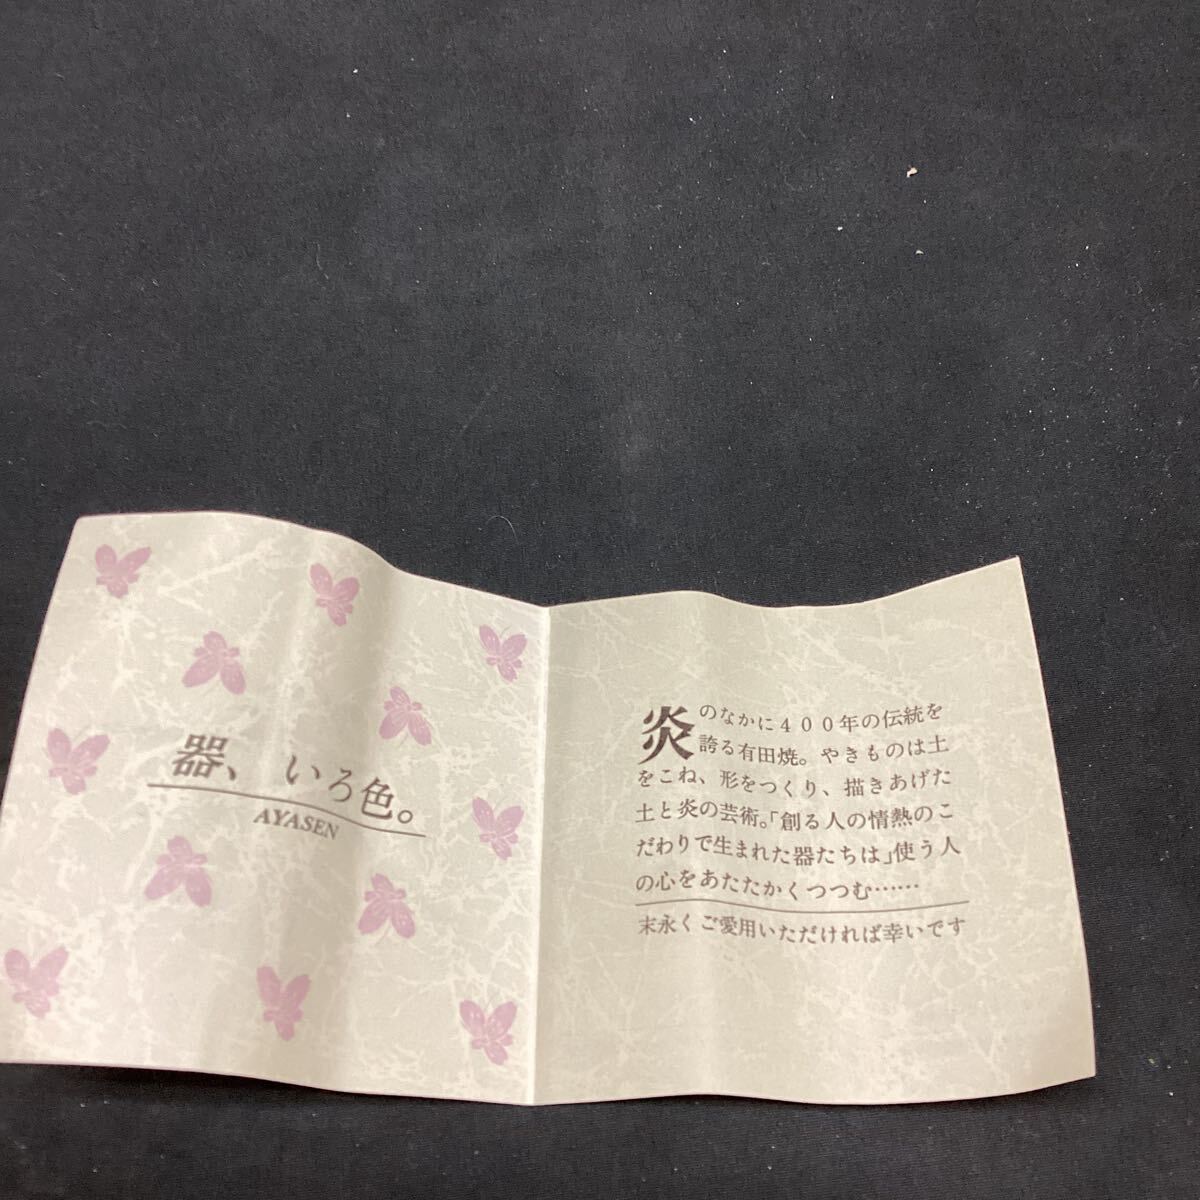 器、いろ色。
AYASEN
炎のなかに４００年の伝統を
誇る有田焼。やきものは土
をこね、形をつくり、描きあげた
土と炎の芸術。「創る人の情熱のこ
だわりで生まれた器たちは」使う人
の心をあたたかくつつむ……
末永くご愛用いただければ幸いです